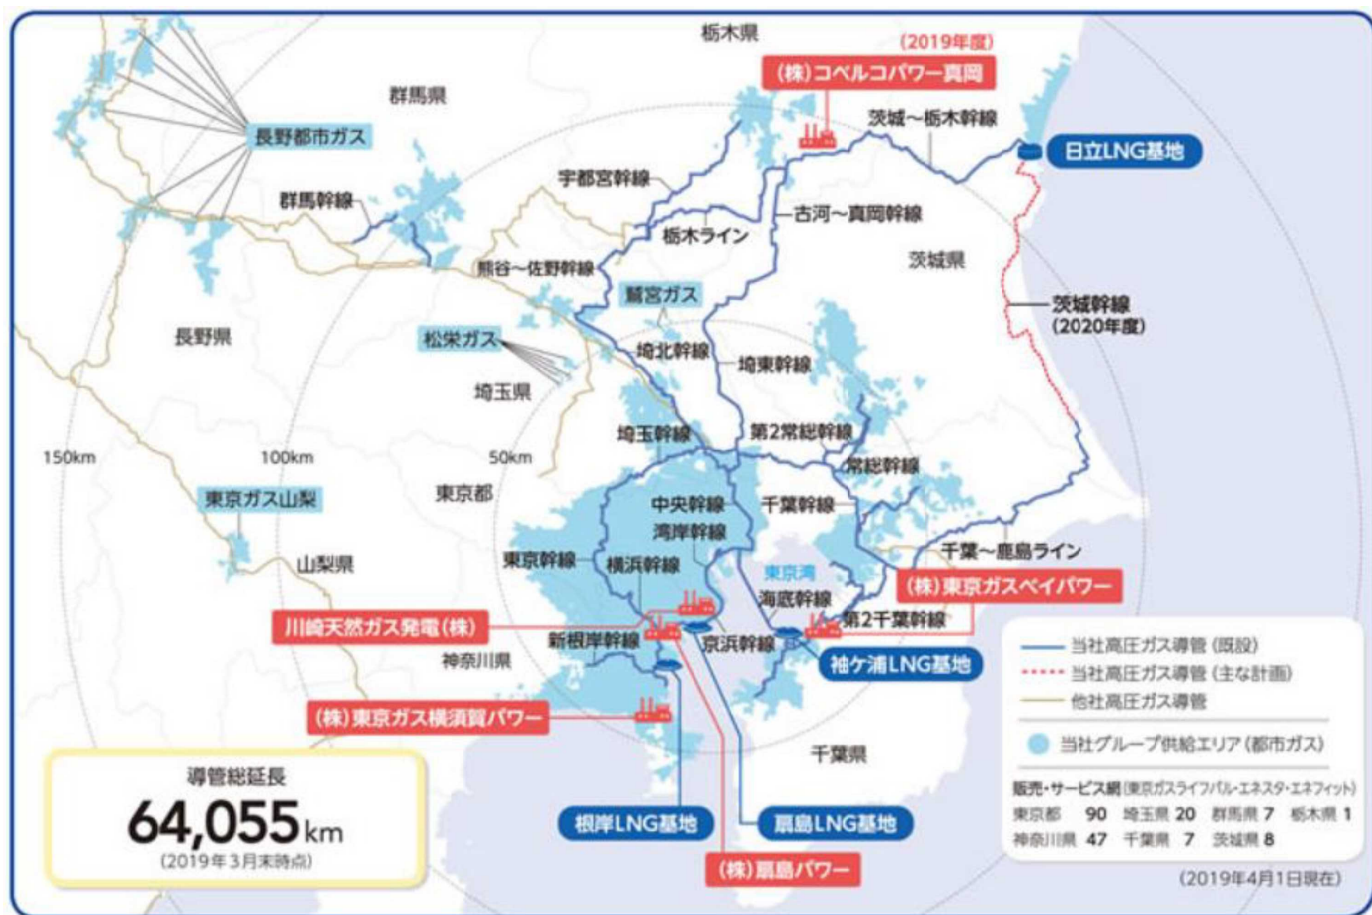 栃木県
(2019年度)
(株)コベルコパワー真岡
群馬県
茨城〜栃木幹線
長野都市ガス
日立LNG基地
宇都宮幹線
群馬幹線
古河〜真岡幹線
栃木ライン
熊谷〜佐野幹線
茨城県
鷲宮ガス
茨城幹線
(2020年度)
長野県
松栄ガス
埼北幹線
埼東幹線
埼玉県
埼玉幹線
第2常総幹線
150km
100km
50km
常総幹線
東京都
東京ガス山梨
中央幹線
千葉幹線
湾岸幹線
山梨県
東京幹線
横浜幹線
東京湾
千葉〜鹿島ライン
(株)東京ガスベイパワー
海底幹線
川崎天然ガス発電(株)
第2千葉幹線
新根岸幹線
京浜幹線
神奈川県
袖ケ浦LNG基地
(株)東京ガス横須賀パワー
千葉県
根岸LNG基地
扇島LNG基地
(株)扇島パワー
導管総延長
64,055km
(2019年3月末時点)
当社高圧ガス導管(既設)
当社高圧ガス導管(主な計画)
他社高圧ガス導管
当社グループ供給エリア(都市ガス)
販売・サービス網(東京ガスライフバル・エネスタ・エネフィット)
東京都 90 埼玉県 20 群馬県 7 栃木県 1
神奈川県 47 千葉県 7 茨城県 8
(2019年4月1日現在)